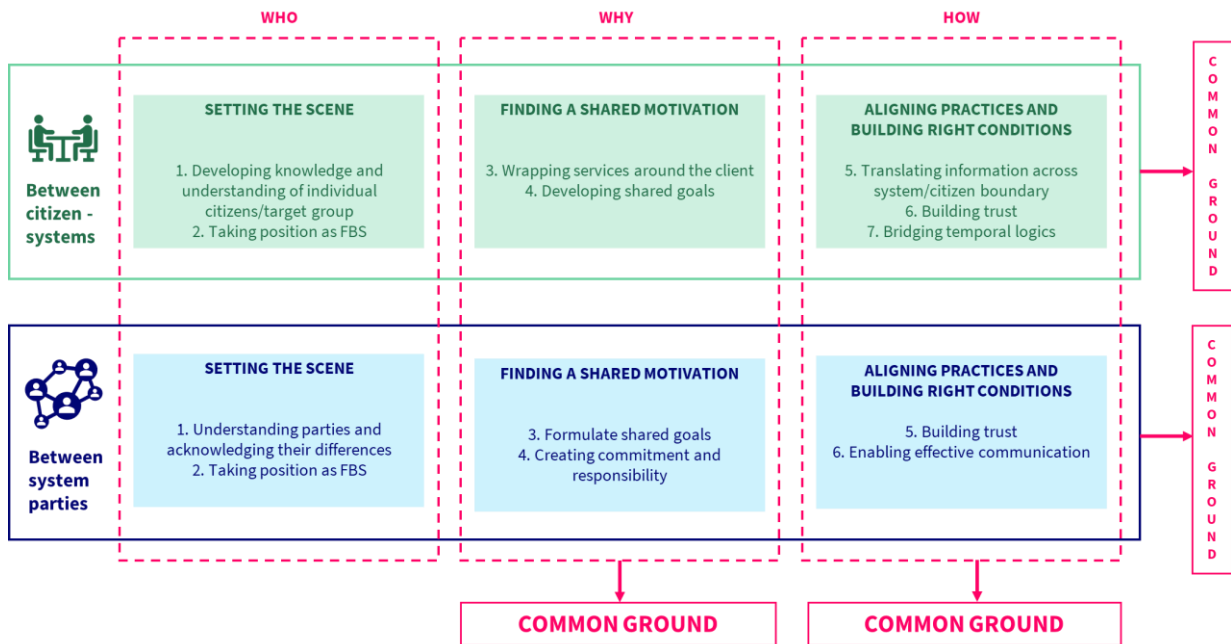 WHO
WHY
HOW
Between
citizen -
systems
SETTING THE SCENE
1. Developing knowledge and
understanding of individual
citizens/target group
2. Taking position as FBS
FINDING A SHARED MOTIVATION
3. Wrapping services around the client
4. Developing shared goals
ALIGNING PRACTICES AND
BUILDING RIGHT CONDITIONS
5. Translating information across
system/citizen boundary
6. Building trust
7. Bridging temporal logics
COMMON GROUND
Between
system
parties
SETTING THE SCENE
1. Understanding parties and
acknowledging their differences
2. Taking position as FBS
FINDING A SHARED MOTIVATION
3. Formulate shared goals
4. Creating commitment and
responsibility
ALIGNING PRACTICES AND
BUILDING RIGHT CONDITIONS
5. Building trust
6. Enabling effective communication
COMMON GROUND
COMMON GROUND
COMMON GROUND